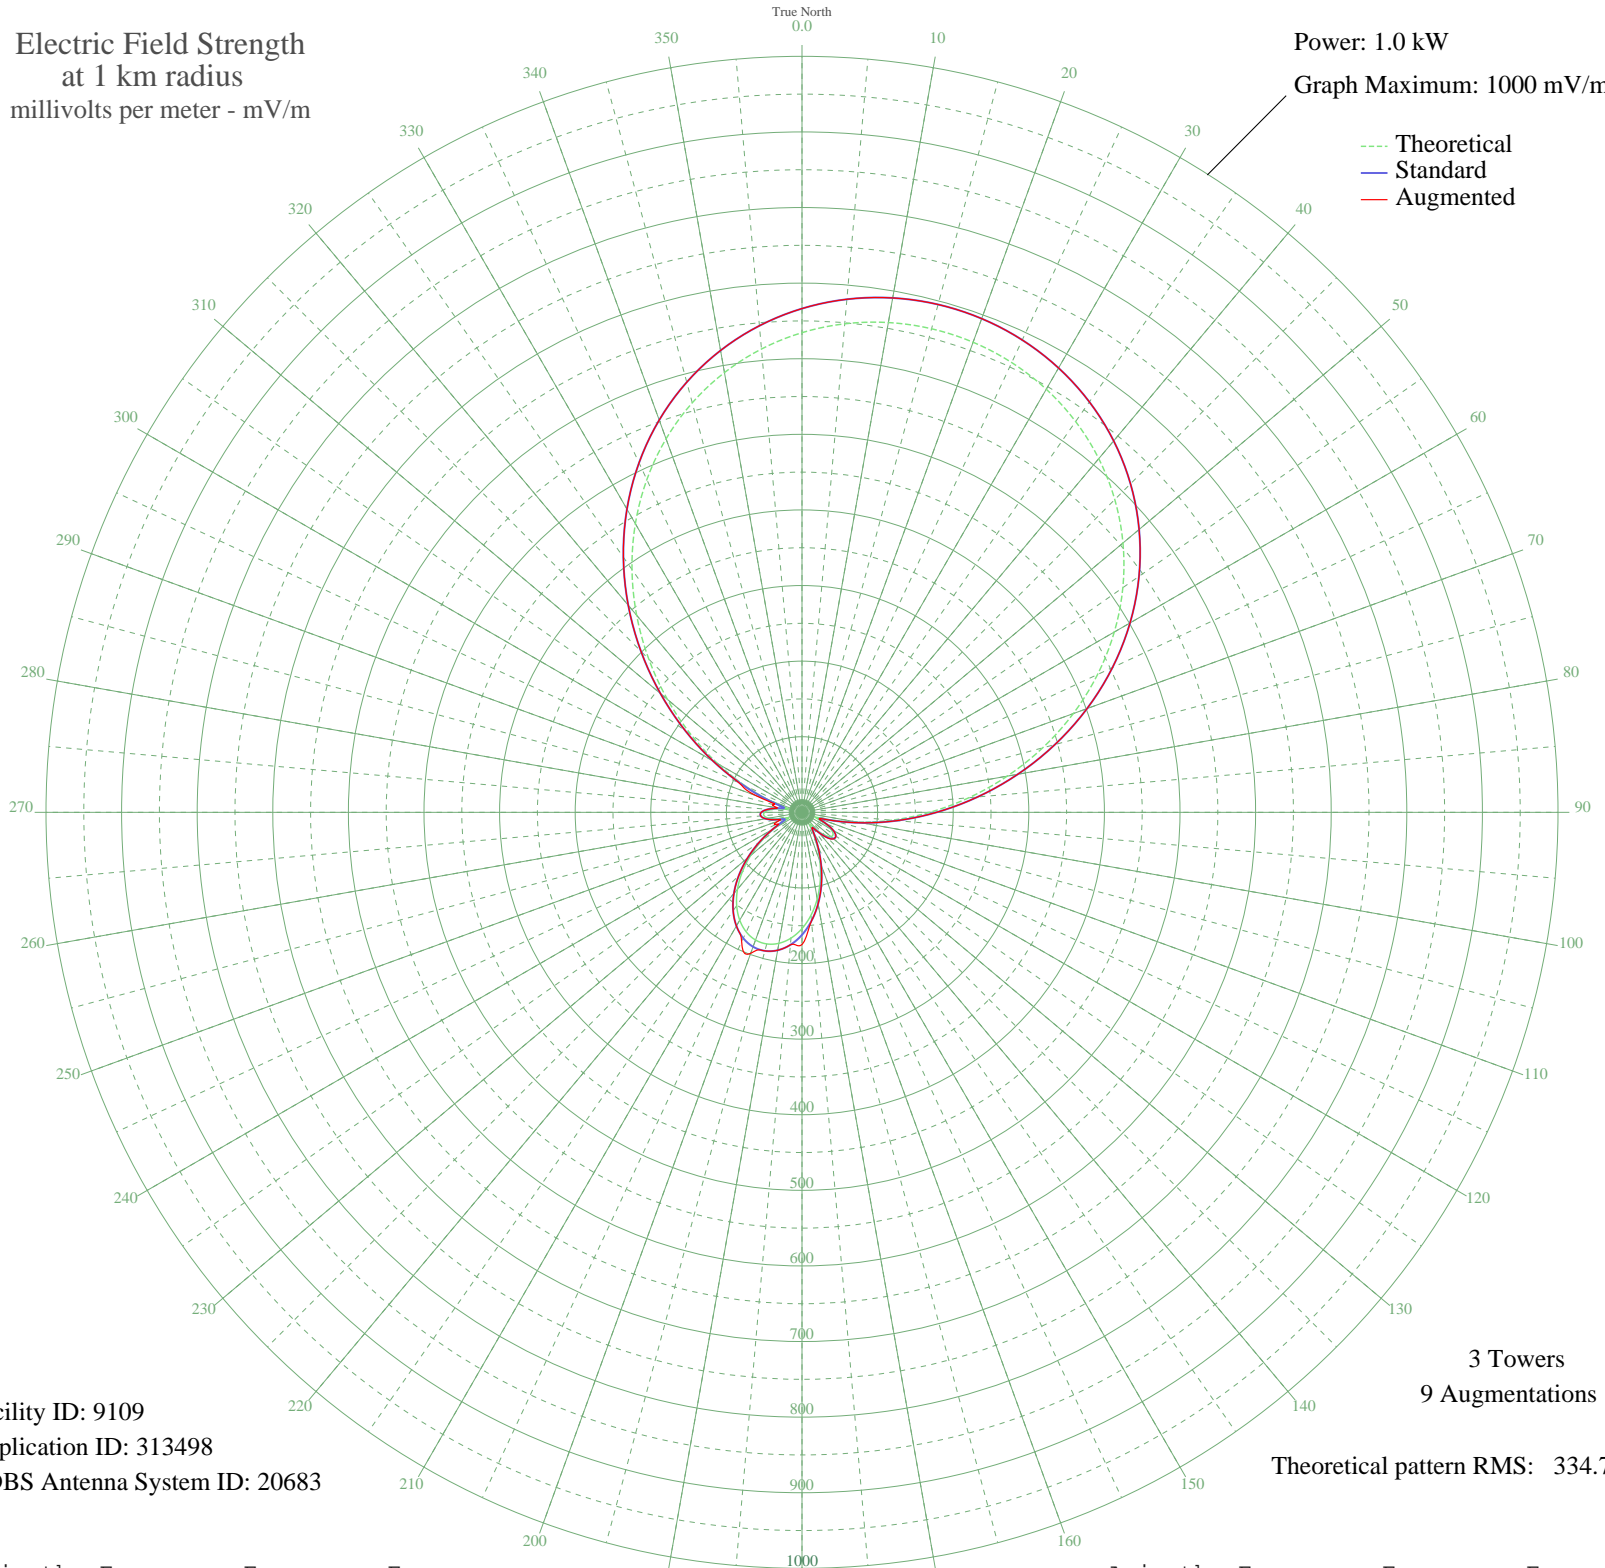 True North
0.0
Electric Field Strength
at 1 km radius
millivolts per meter - mV/m
Power: 1.0 kW
Graph Maximum: 1000 mV/m
Theoretical
Standard
Augmented
10
20
30
40
50
60
70
80
90
100
110
120
130
140
150
160
200
210
220
230
240
250
260
270
280
290
300
310
320
330
340
350
200
300
400
500
600
700
800
900
1000
3 Towers
9 Augmentations
Theoretical pattern RMS: 334.7
cility ID: 9109
plication ID: 313498
DBS Antenna System ID: 20683